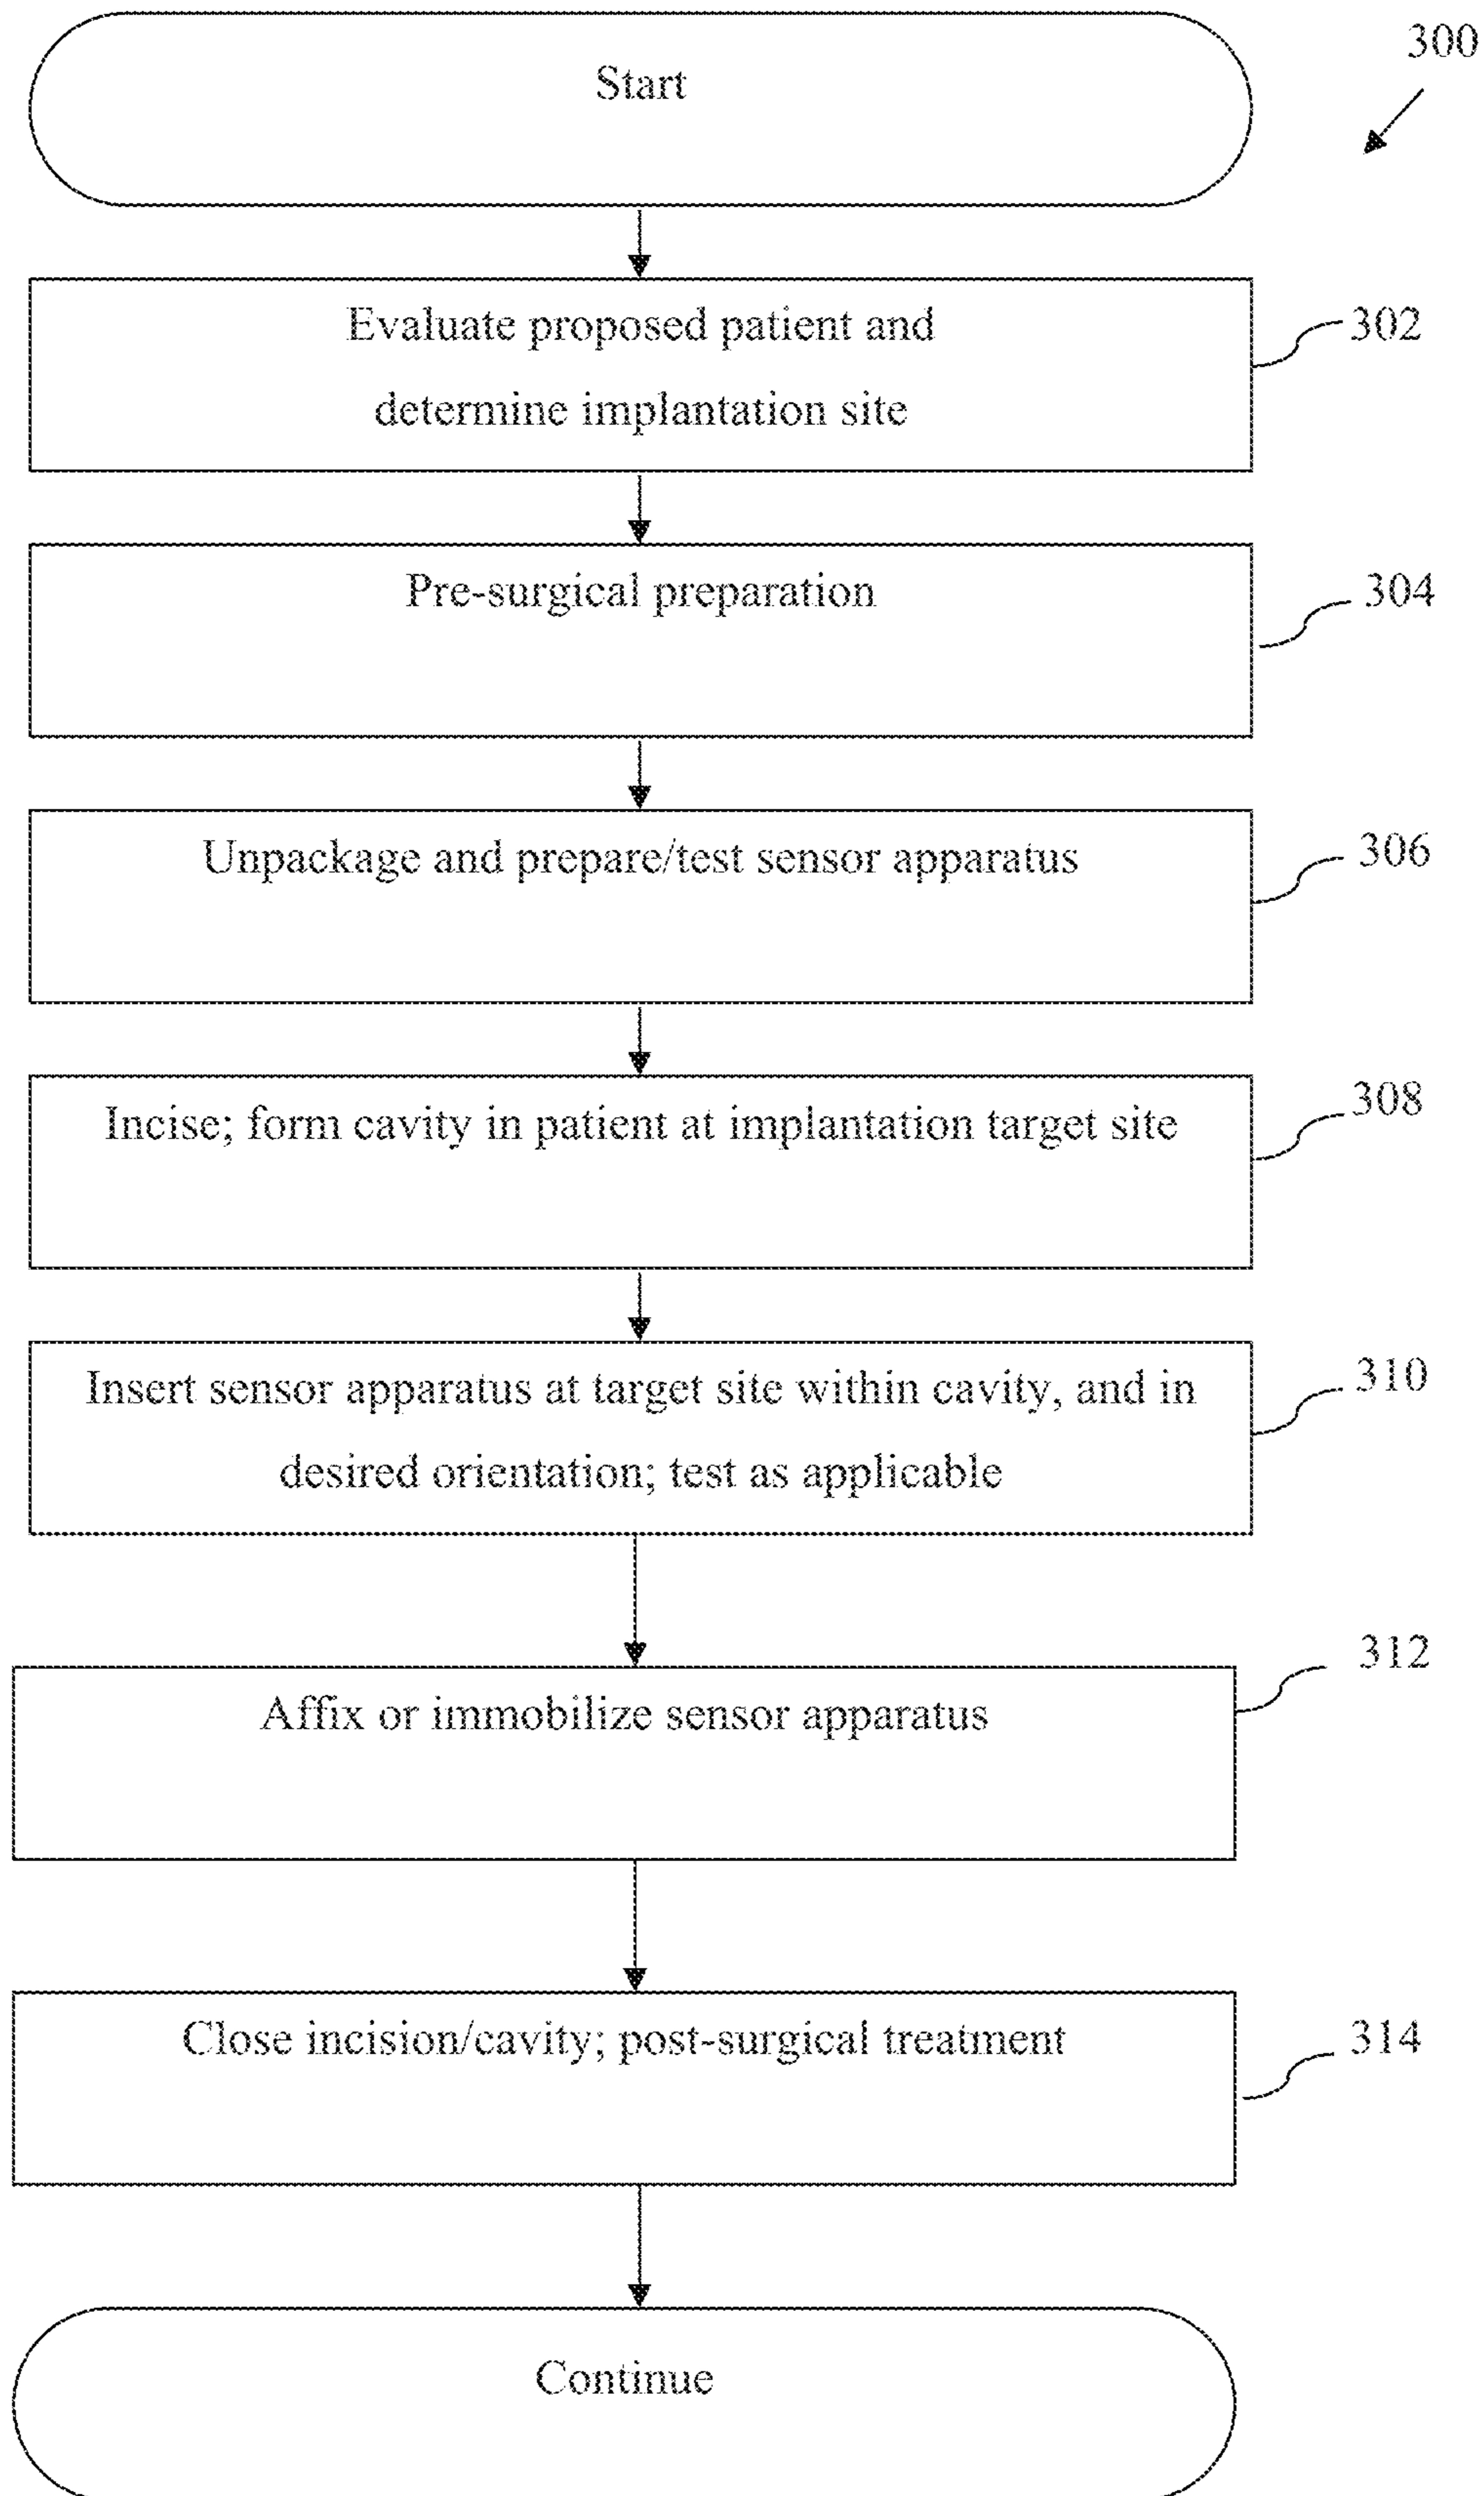 Start
300
Evaluate proposed patient and
determine implantation site
302
Pre-surgical preparation
304
Unpackage and prepare/test sensor apparatus
306
Incise; form cavity in patient at implantation target site
308
Insert sensor apparatus at target site within cavity, and in
desired orientation; test as applicable
310
Affix or immobilize sensor apparatus
312
Close incision/cavity; post-surgical treatment
314
Continue